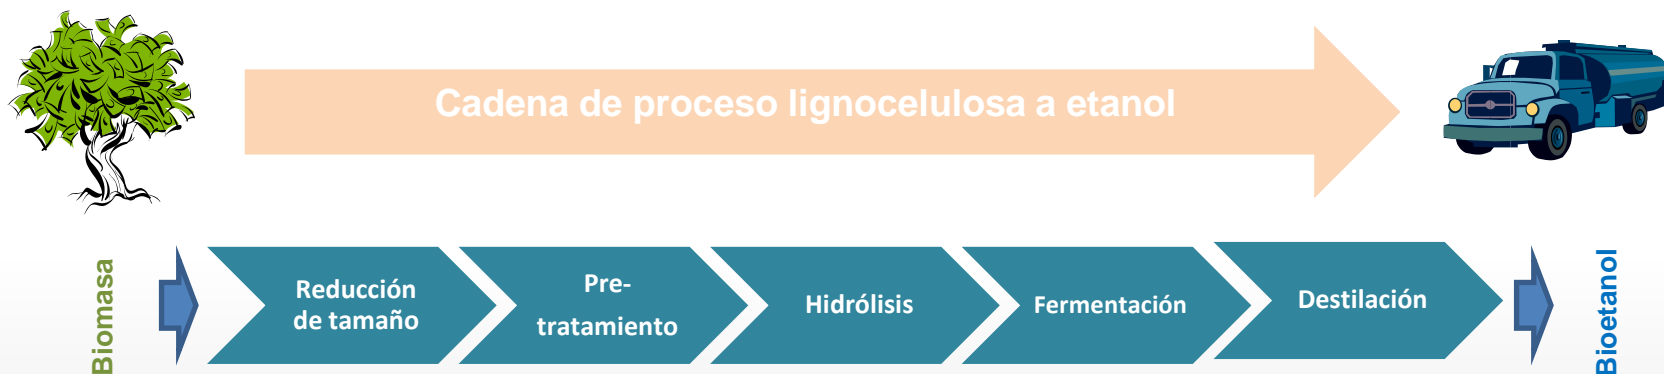 Cadena de proceso lignocelulosa a etanol
Biomasa
Reducción
de tamaño
Pre-
tratamiento
Hidrólisis
Fermentación
Destilación
Bioetanol